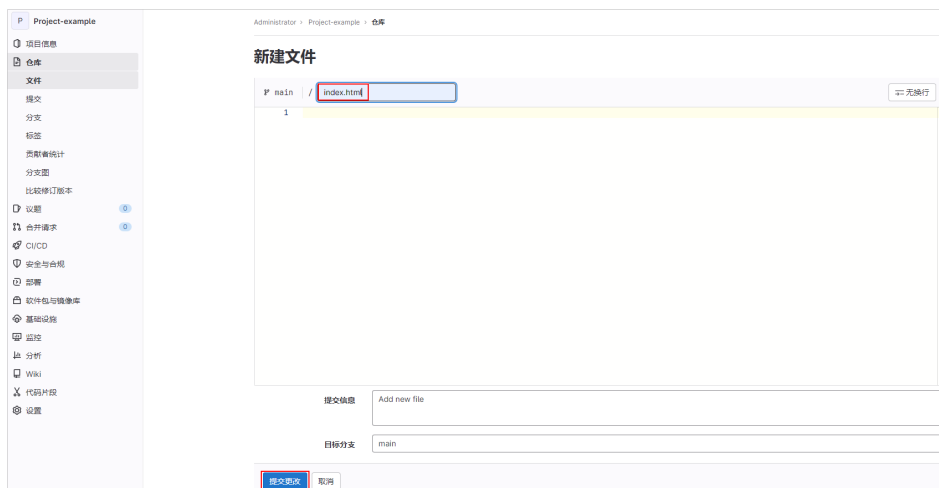 P Project-example
项目信息
仓库
文件
提交
分支
标签
贡献者统计
分支图
比较修订版本
议题 0
合并请求 0
CI/CD
安全与合规
部署
软件包与镜像库
基础设施
监控
分析
Wiki
代码片段
设置
Administrator › Project-example › 仓库
新建文件
main / index.html
无换行
1
提交信息 Add new file
目标分支 main
提交更改 取消